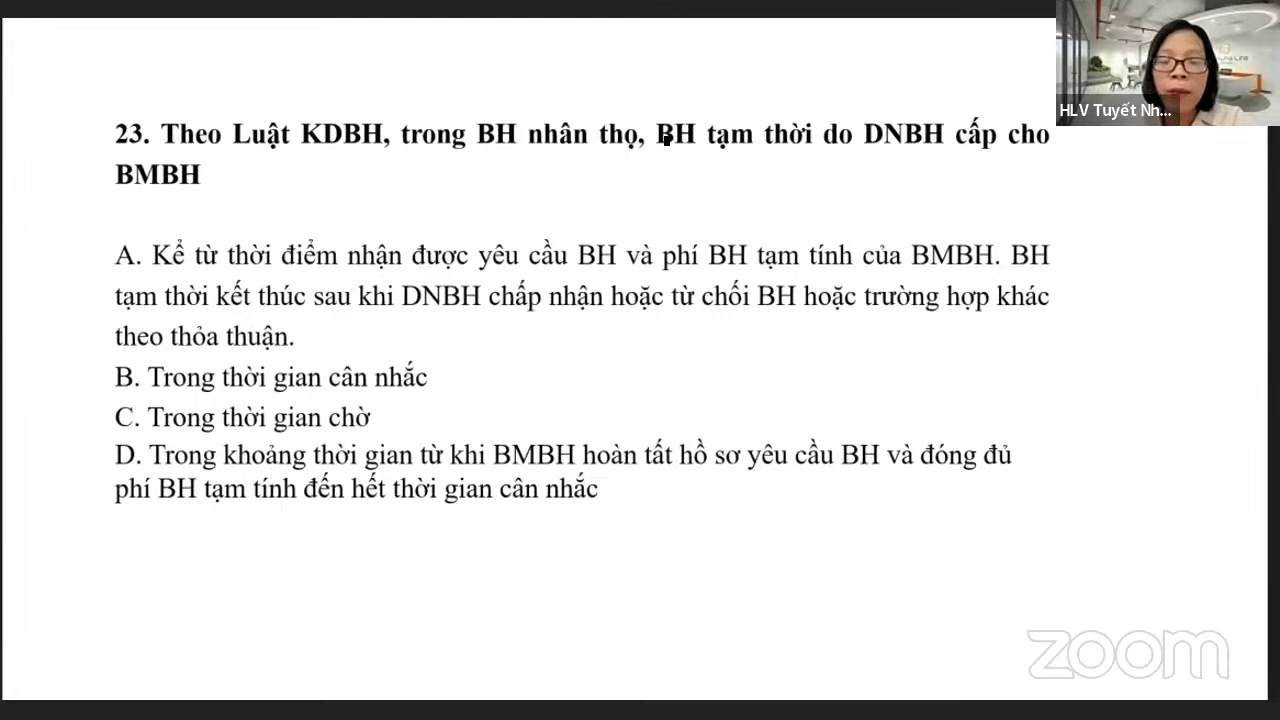 23. Theo Luật KDBH, trong BH nhân thọ, BH tạm thời do DNBH cấp cho
BMBH
A. Kể từ thời điểm nhận được yêu cầu BH và phí BH tạm tính của BMBH. BH
tạm thời kết thúc sau khi DNBH chấp nhận hoặc từ chối BH hoặc trường hợp khác
theo thỏa thuận.
B. Trong thời gian cân nhắc
C. Trong thời gian chờ
D. Trong khoảng thời gian từ khi BMBH hoàn tất hồ sơ yêu cầu BH và đóng đủ
phí BH tạm tính đến hết thời gian cân nhắc
HLV Tuyết Nh...
zoom